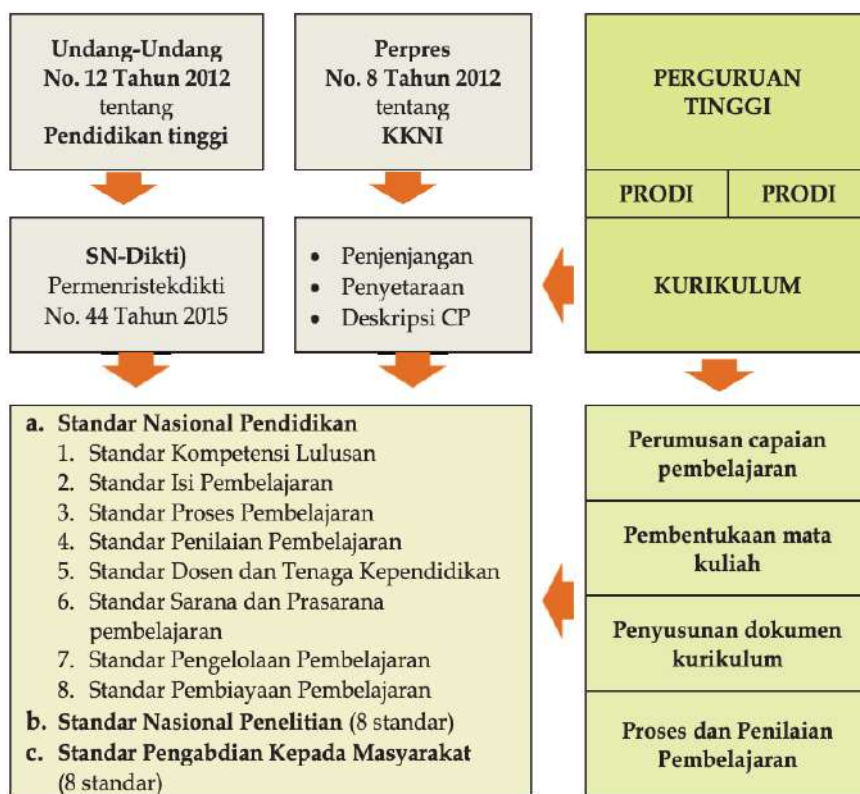 Undang-Undang
No. 12 Tahun 2012
tentang
Pendidikan tinggi
Perpres
No. 8 Tahun 2012
tentang
KKNI
PERGURUAN
TINGGI
PRODI
PRODI
SN-Dikti)
Permenristekdikti
No. 44 Tahun 2015
• Penjenjangan
• Penyetaraan
• Deskripsi CP
KURIKULUM
a. Standar Nasional Pendidikan
1. Standar Kompetensi Lulusan
2. Standar Isi Pembelajaran
3. Standar Proses Pembelajaran
4. Standar Penilaian Pembelajaran
5. Standar Dosen dan Tenaga Kependidikan
6. Standar Sarana dan Prasarana
pembelajaran
7. Standar Pengelolaan Pembelajaran
8. Standar Pembiayaan Pembelajaran
b. Standar Nasional Penelitian (8 standar)
c. Standar Pengabdian Kepada Masyarakat
(8 standar)
Perumusan capaian
pembelajaran
Pembentukaan mata
kuliah
Penyusunan dokumen
kurikulum
Proses dan Penilaian
Pembelajaran